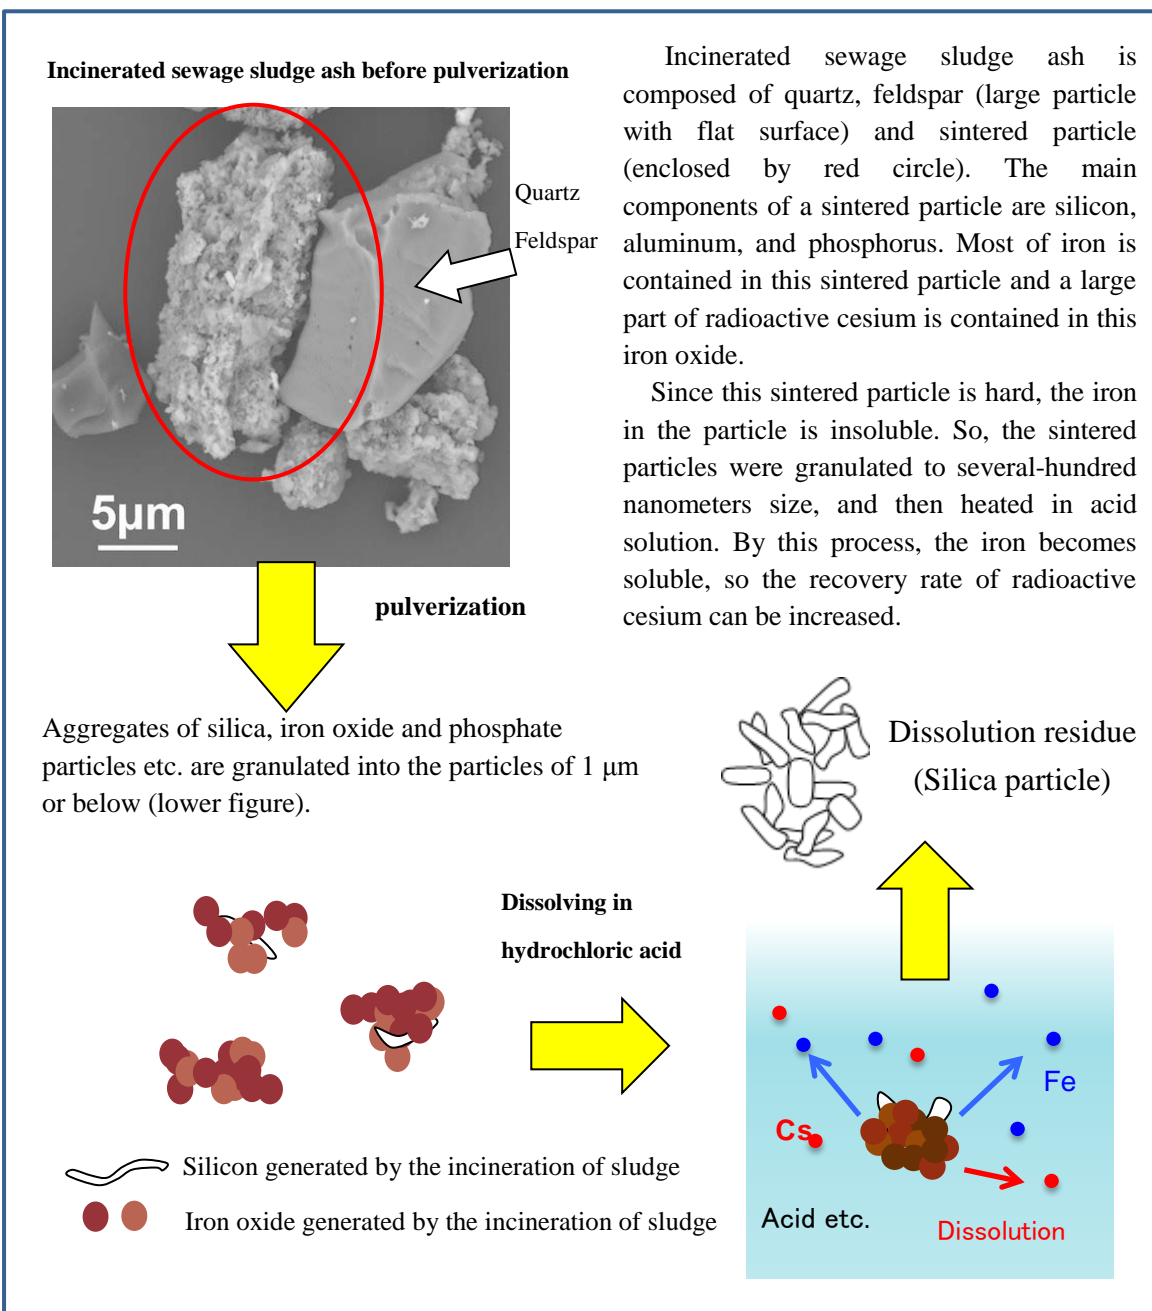 Incinerated sewage sludge ash before pulverization
Quartz
Feldspar
5μm
Incinerated sewage sludge ash is
composed of quartz, feldspar (large particle
with flat surface) and sintered particle
(enclosed by red circle). The main
components of a sintered particle are silicon,
aluminum, and phosphorus. Most of iron is
contained in this sintered particle and a large
part of radioactive cesium is contained in this
iron oxide.
Since this sintered particle is hard, the iron
in the particle is insoluble. So, the sintered
particles were granulated to several-hundred
nanometers size, and then heated in acid
solution. By this process, the iron becomes
soluble, so the recovery rate of radioactive
cesium can be increased.
pulverization
Aggregates of silica, iron oxide and phosphate
particles etc. are granulated into the particles of 1 μm
or below (lower figure).
Dissolution residue
(Silica particle)
Dissolving in
hydrochloric acid
Fe
Cs
Acid etc.
Dissolution
Silicon generated by the incineration of sludge
Iron oxide generated by the incineration of sludge